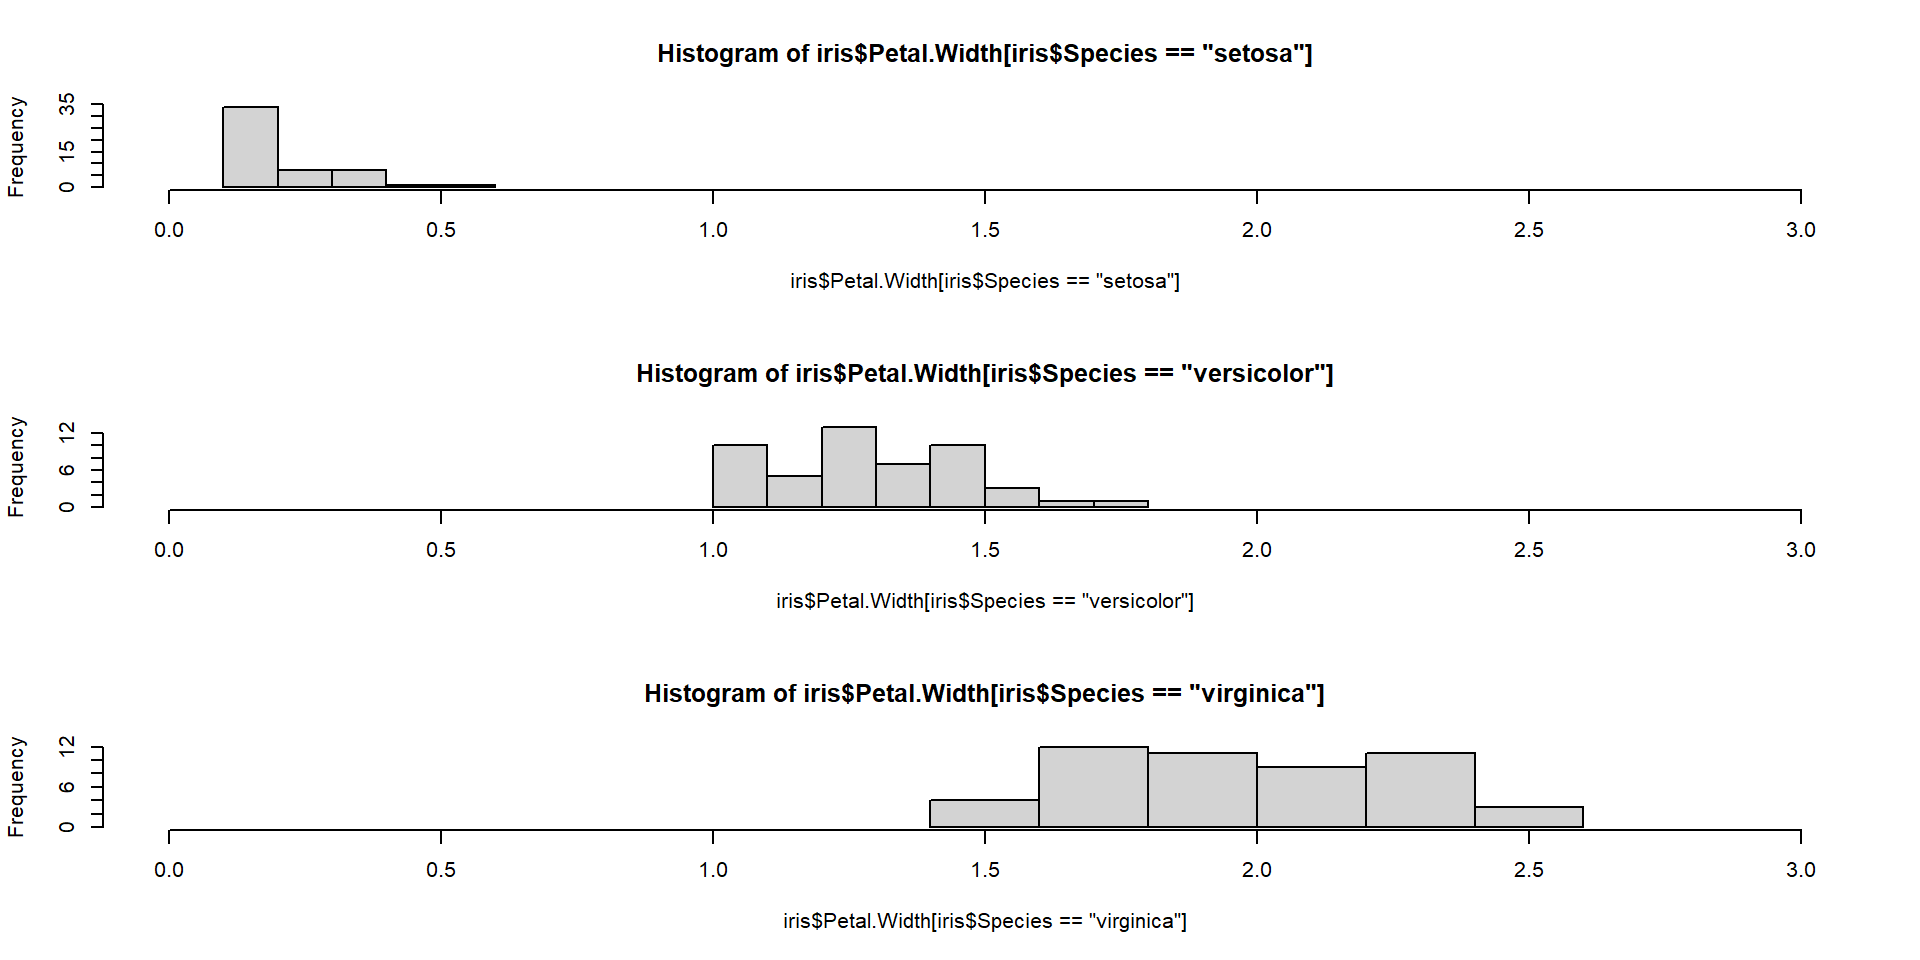 Histogram of iris$Petal.Width[iris$Species == "setosa"]
Frequency
0 15 35
0.0 0.5 1.0 1.5 2.0 2.5 3.0
iris$Petal.Width[iris$Species == "setosa"]
Histogram of iris$Petal.Width[iris$Species == "versicolor"]
Frequency
0 6 12
0.0 0.5 1.0 1.5 2.0 2.5 3.0
iris$Petal.Width[iris$Species == "versicolor"]
Histogram of iris$Petal.Width[iris$Species == "virginica"]
Frequency
0 6 12
0.0 0.5 1.0 1.5 2.0 2.5 3.0
iris$Petal.Width[iris$Species == "virginica"]